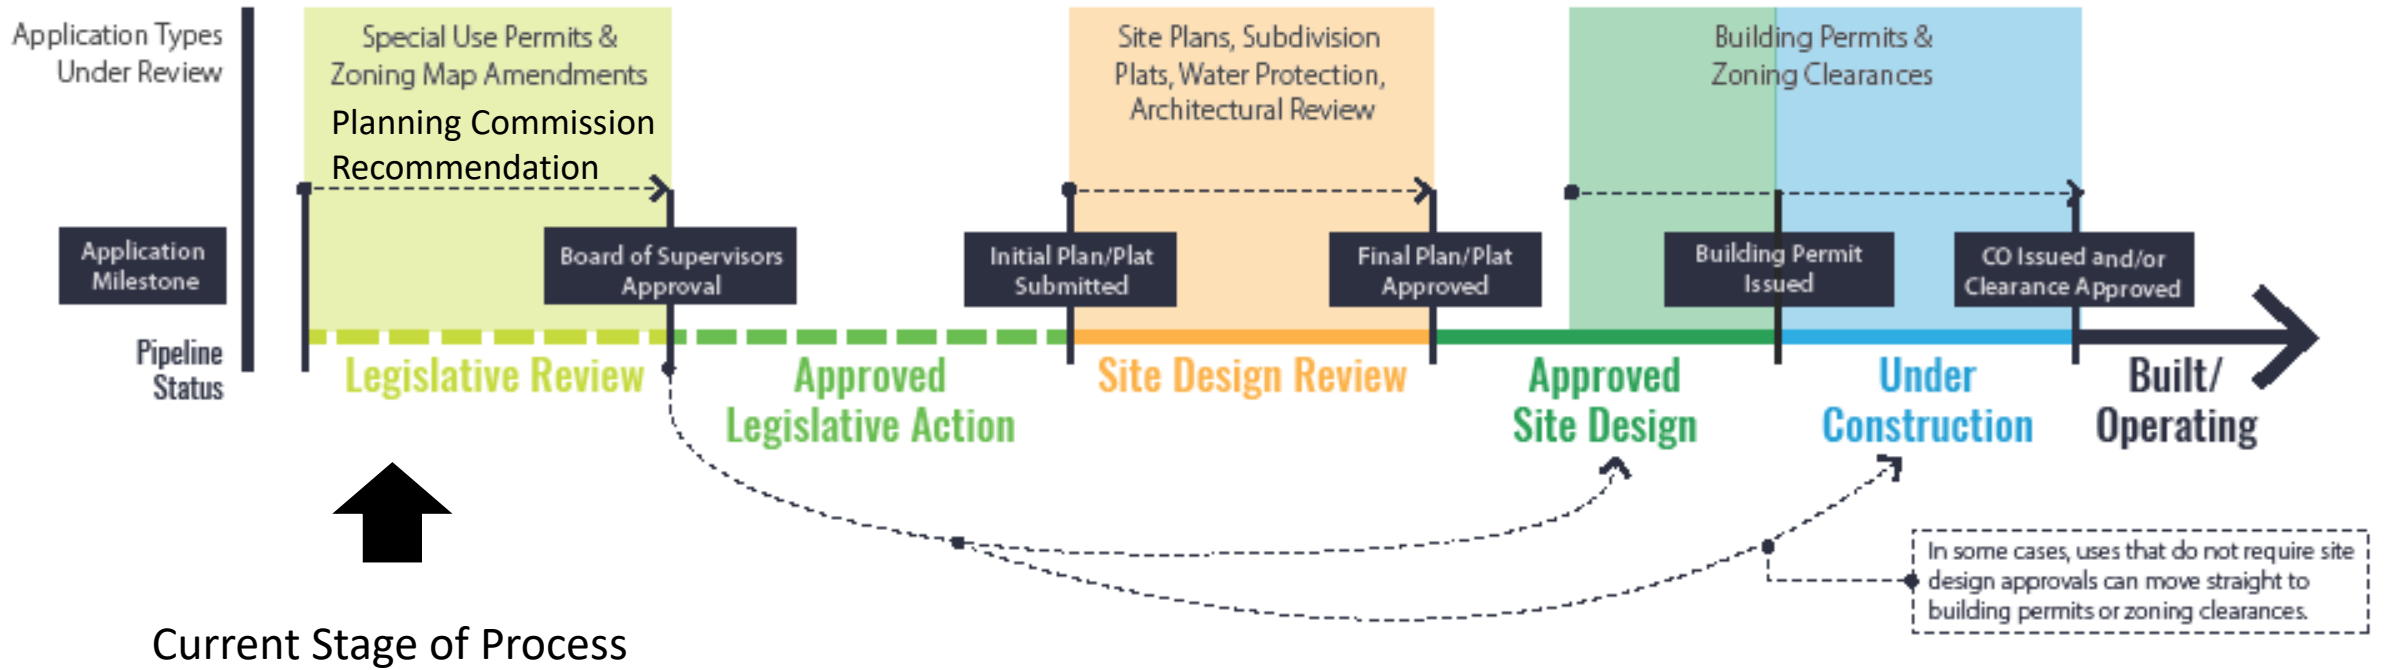 Application Types
Under Review
Special Use Permits &
Zoning Map Amendments
Planning Commission
Recommendation
Site Plans, Subdivision
Plats, Water Protection,
Architectural Review
Building Permits &
Zoning Clearances
Application
Milestone
Board of Supervisors
Approval
Initial Plan/Plat
Submitted
Final Plan/Plat
Approved
Building Permit
Issued
CO Issued and/or
Clearance Approved
Pipeline
Status
Legislative Review
Approved
Legislative Action
Site Design Review
Approved
Site Design
Under
Construction
Built/
Operating
In some cases, uses that do not require site
design approvals can move straight to
building permits or zoning clearances.
Current Stage of Process